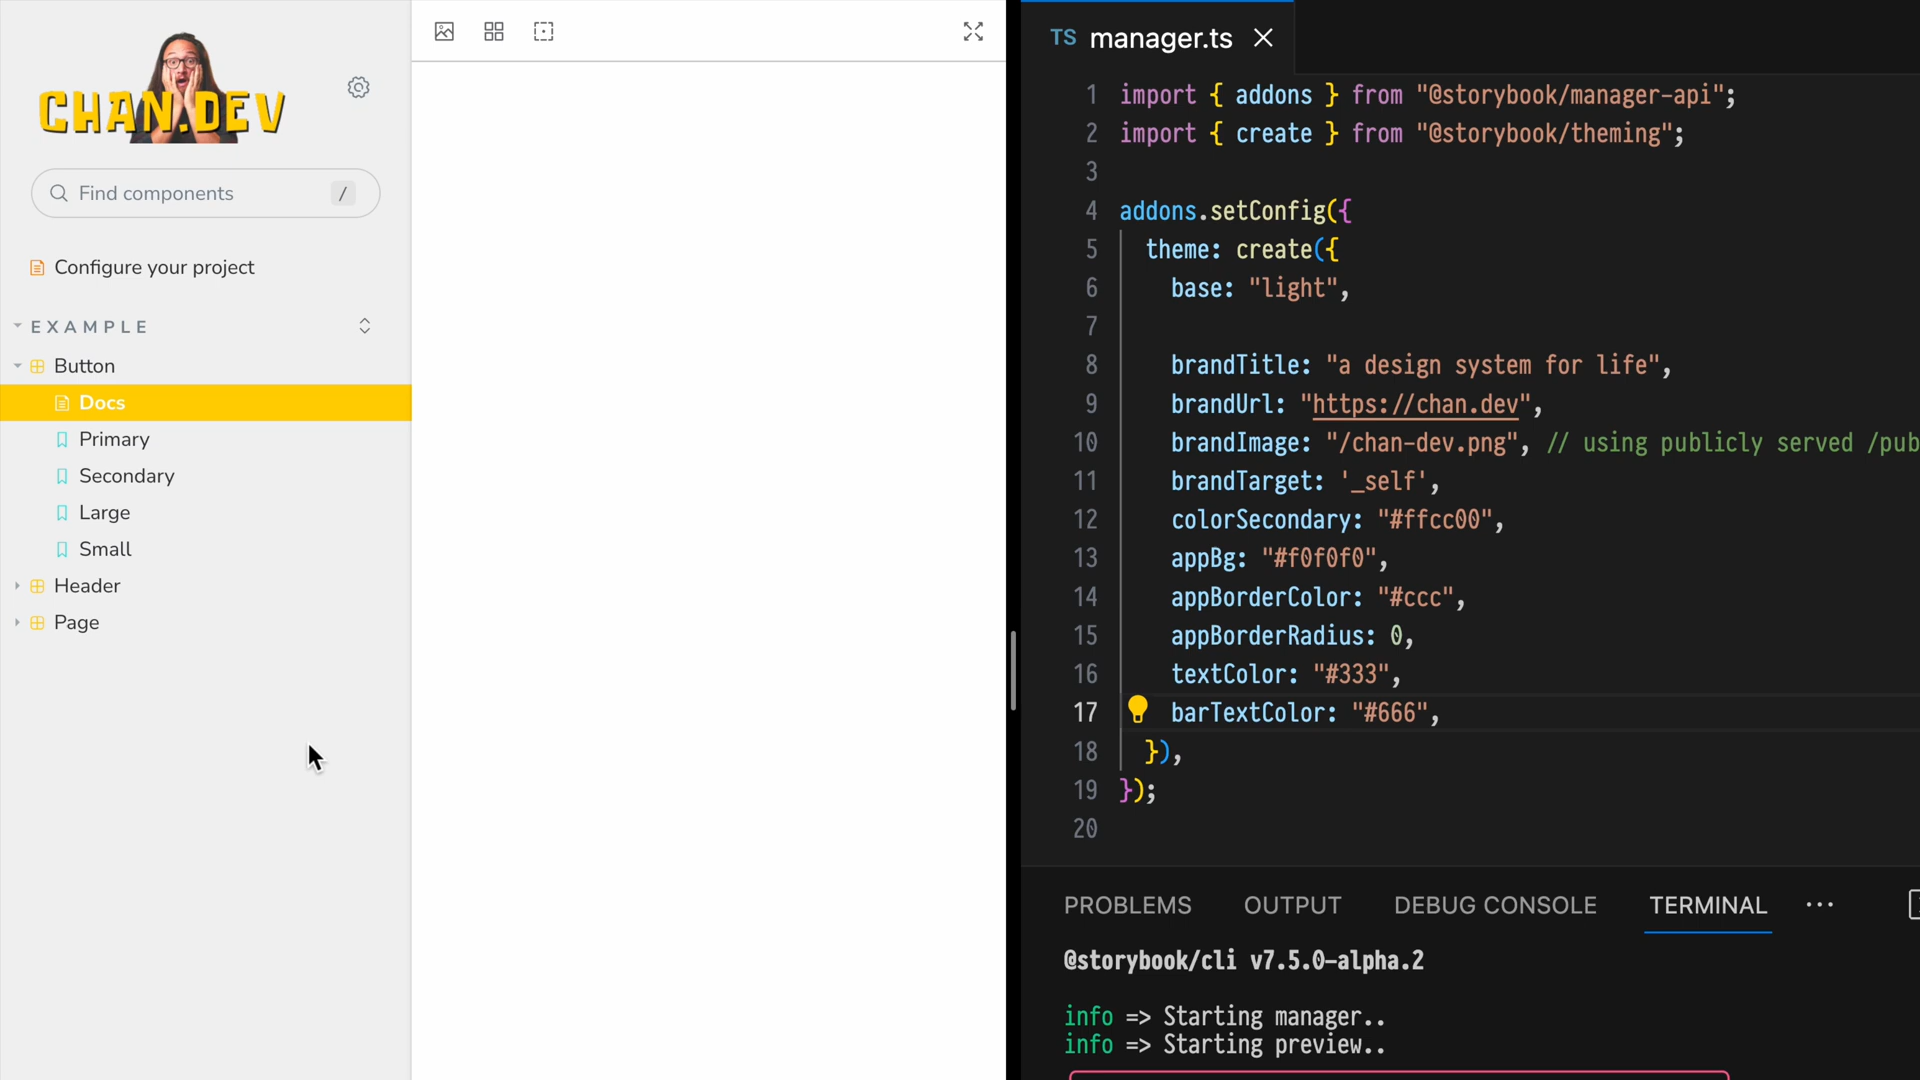 CHAN.DEV
Find components /
Configure your project
EXAMPLE
Button
Docs
Primary
Secondary
Large
Small
Header
Page
TS manager.ts
1 import { addons } from "@storybook/manager-api";
2 import { create } from "@storybook/theming";
3
4 addons.setConfig({
5 theme: create({
6 base: "light",
7
8 brandTitle: "a design system for life",
9 brandUrl: "https://chan.dev",
10 brandImage: "/chan-dev.png", // using publicly served /pub
11 brandTarget: '_self',
12 colorSecondary: "#ffcc00",
13 appBg: "#f0f0f0",
14 appBorderColor: "#ccc",
15 appBorderRadius: 0,
16 textColor: "#333",
17 barTextColor: "#666",
18 }),
19 });
20
PROBLEMS OUTPUT DEBUG CONSOLE TERMINAL ···
@storybook/cli v7.5.0-alpha.2
info => Starting manager..
info => Starting preview..